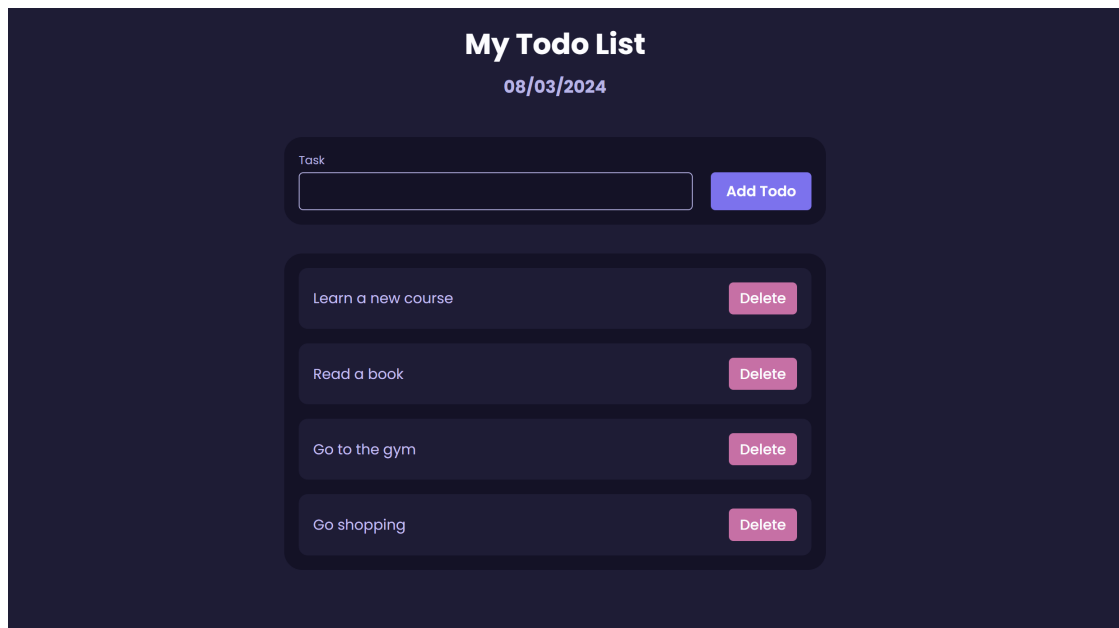 My Todo List
08/03/2024
Task
Add Todo
Learn a new course
Delete
Read a book
Delete
Go to the gym
Delete
Go shopping
Delete